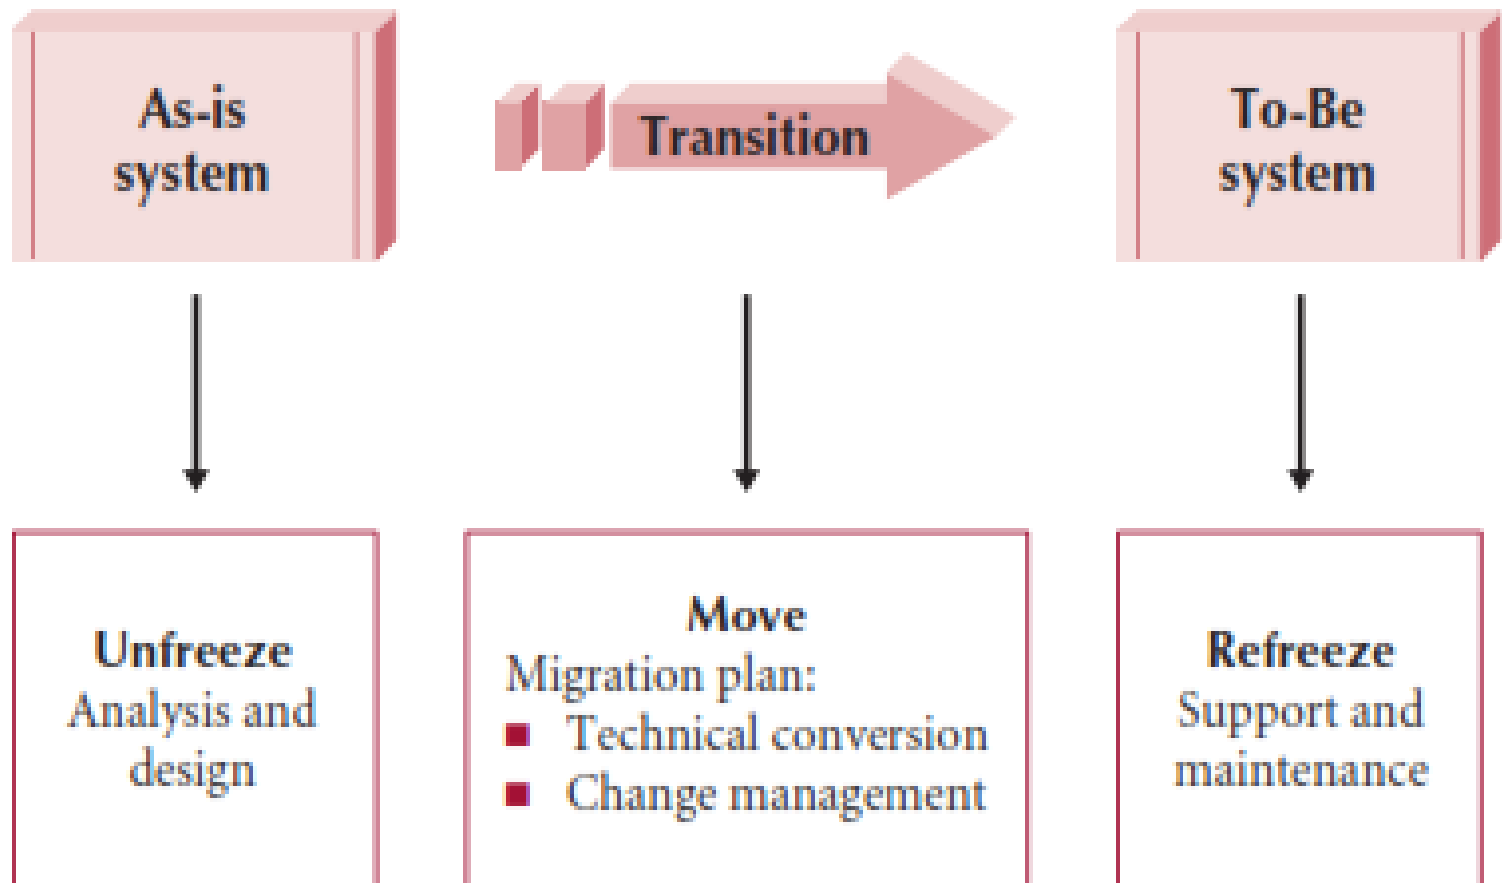 As-is
system
Transition
To-Be
system
Unfreeze
Analysis and
design
Move
Migration plan:
Technical conversion
Change management
Refreeze
Support and
maintenance